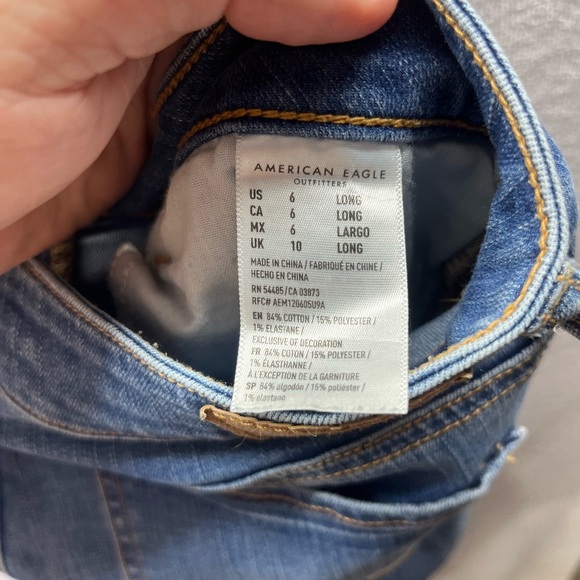 AMERICAN EAGLE
OUTFITTERS
US 6 LONG
CA 6 LONG
MX 6 LARGO
UK 10 LONG
MADE IN CHINA / FABRIQUÉ EN CHINE /
HECHO EN CHINA
RN 54485/CA 03873
RFC# AEM120605U9A
EN 84% COTTON / 15% POLYESTER /
1% ELASTANE
EXCLUSIVE OF DECORATION
FR 84% COTON / 15% POLYESTER /
1% ÉLASTHANNE /
À L'EXCEPTION DE LA GARNITURE
SP 84% algodón / 15% poliéster /
1% elastano